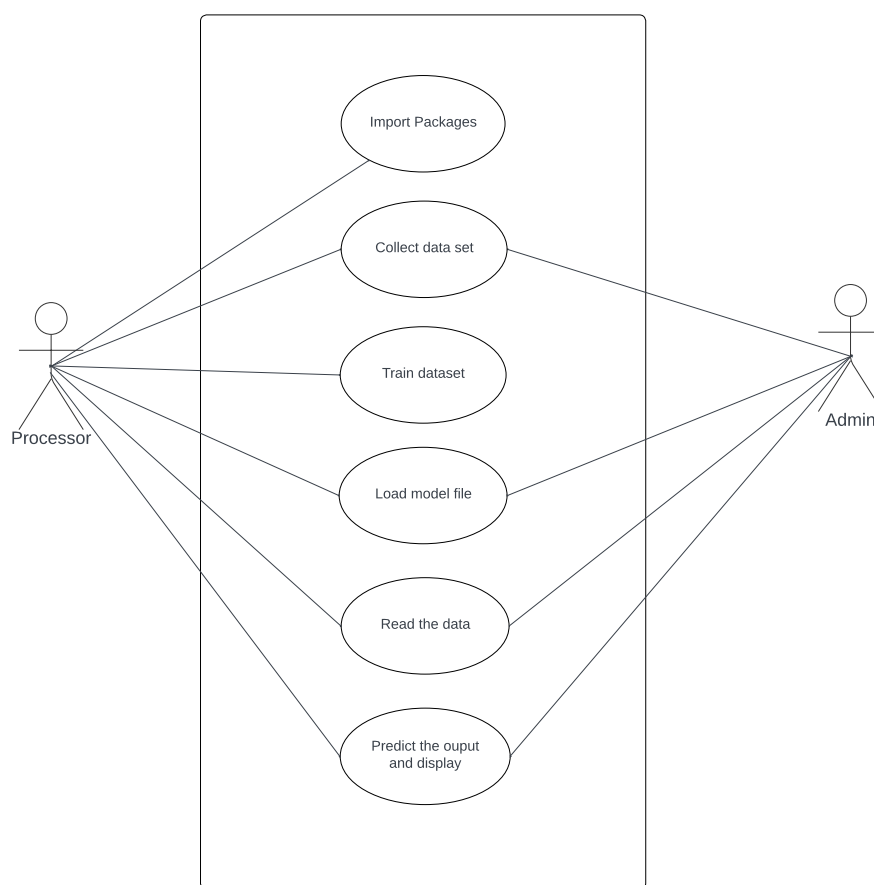 Import Packages
Collect data set
Train dataset
Processor
Admin
Load model file
Read the data
Predict the ouput
and display